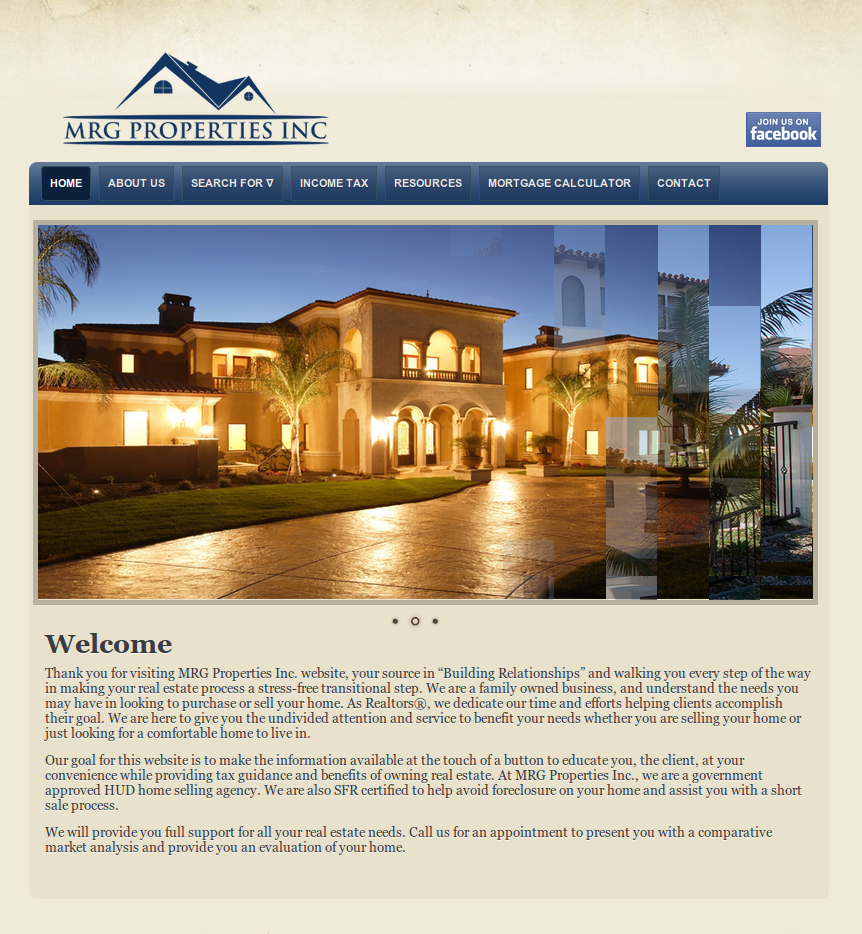 MRG PROPERTIES INC
JOIN US ON
facebook
HOME ABOUT US SEARCH FOR ∇ INCOME TAX RESOURCES MORTGAGE CALCULATOR CONTACT
Welcome
Thank you for visiting MRG Properties Inc. website, your source in “Building Relationships” and walking you every step of the way
in making your real estate process a stress-free transitional step. We are a family owned business, and understand the needs you
may have in looking to purchase or sell your home. As Realtors®, we dedicate our time and efforts helping clients accomplish
their goal. We are here to give you the undivided attention and service to benefit your needs whether you are selling your home or
just looking for a comfortable home to live in.
Our goal for this website is to make the information available at the touch of a button to educate you, the client, at your
convenience while providing tax guidance and benefits of owning real estate. At MRG Properties Inc., we are a government
approved HUD home selling agency. We are also SFR certified to help avoid foreclosure on your home and assist you with a short
sale process.
We will provide you full support for all your real estate needs. Call us for an appointment to present you with a comparative
market analysis and provide you an evaluation of your home.